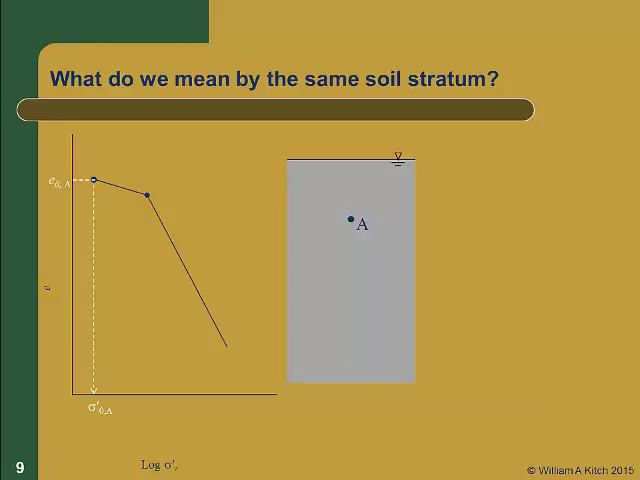 What do we mean by the same soil stratum?
e0, A
A
e
σ'0,A
Log σ'z
9
© William A Kitch 2015